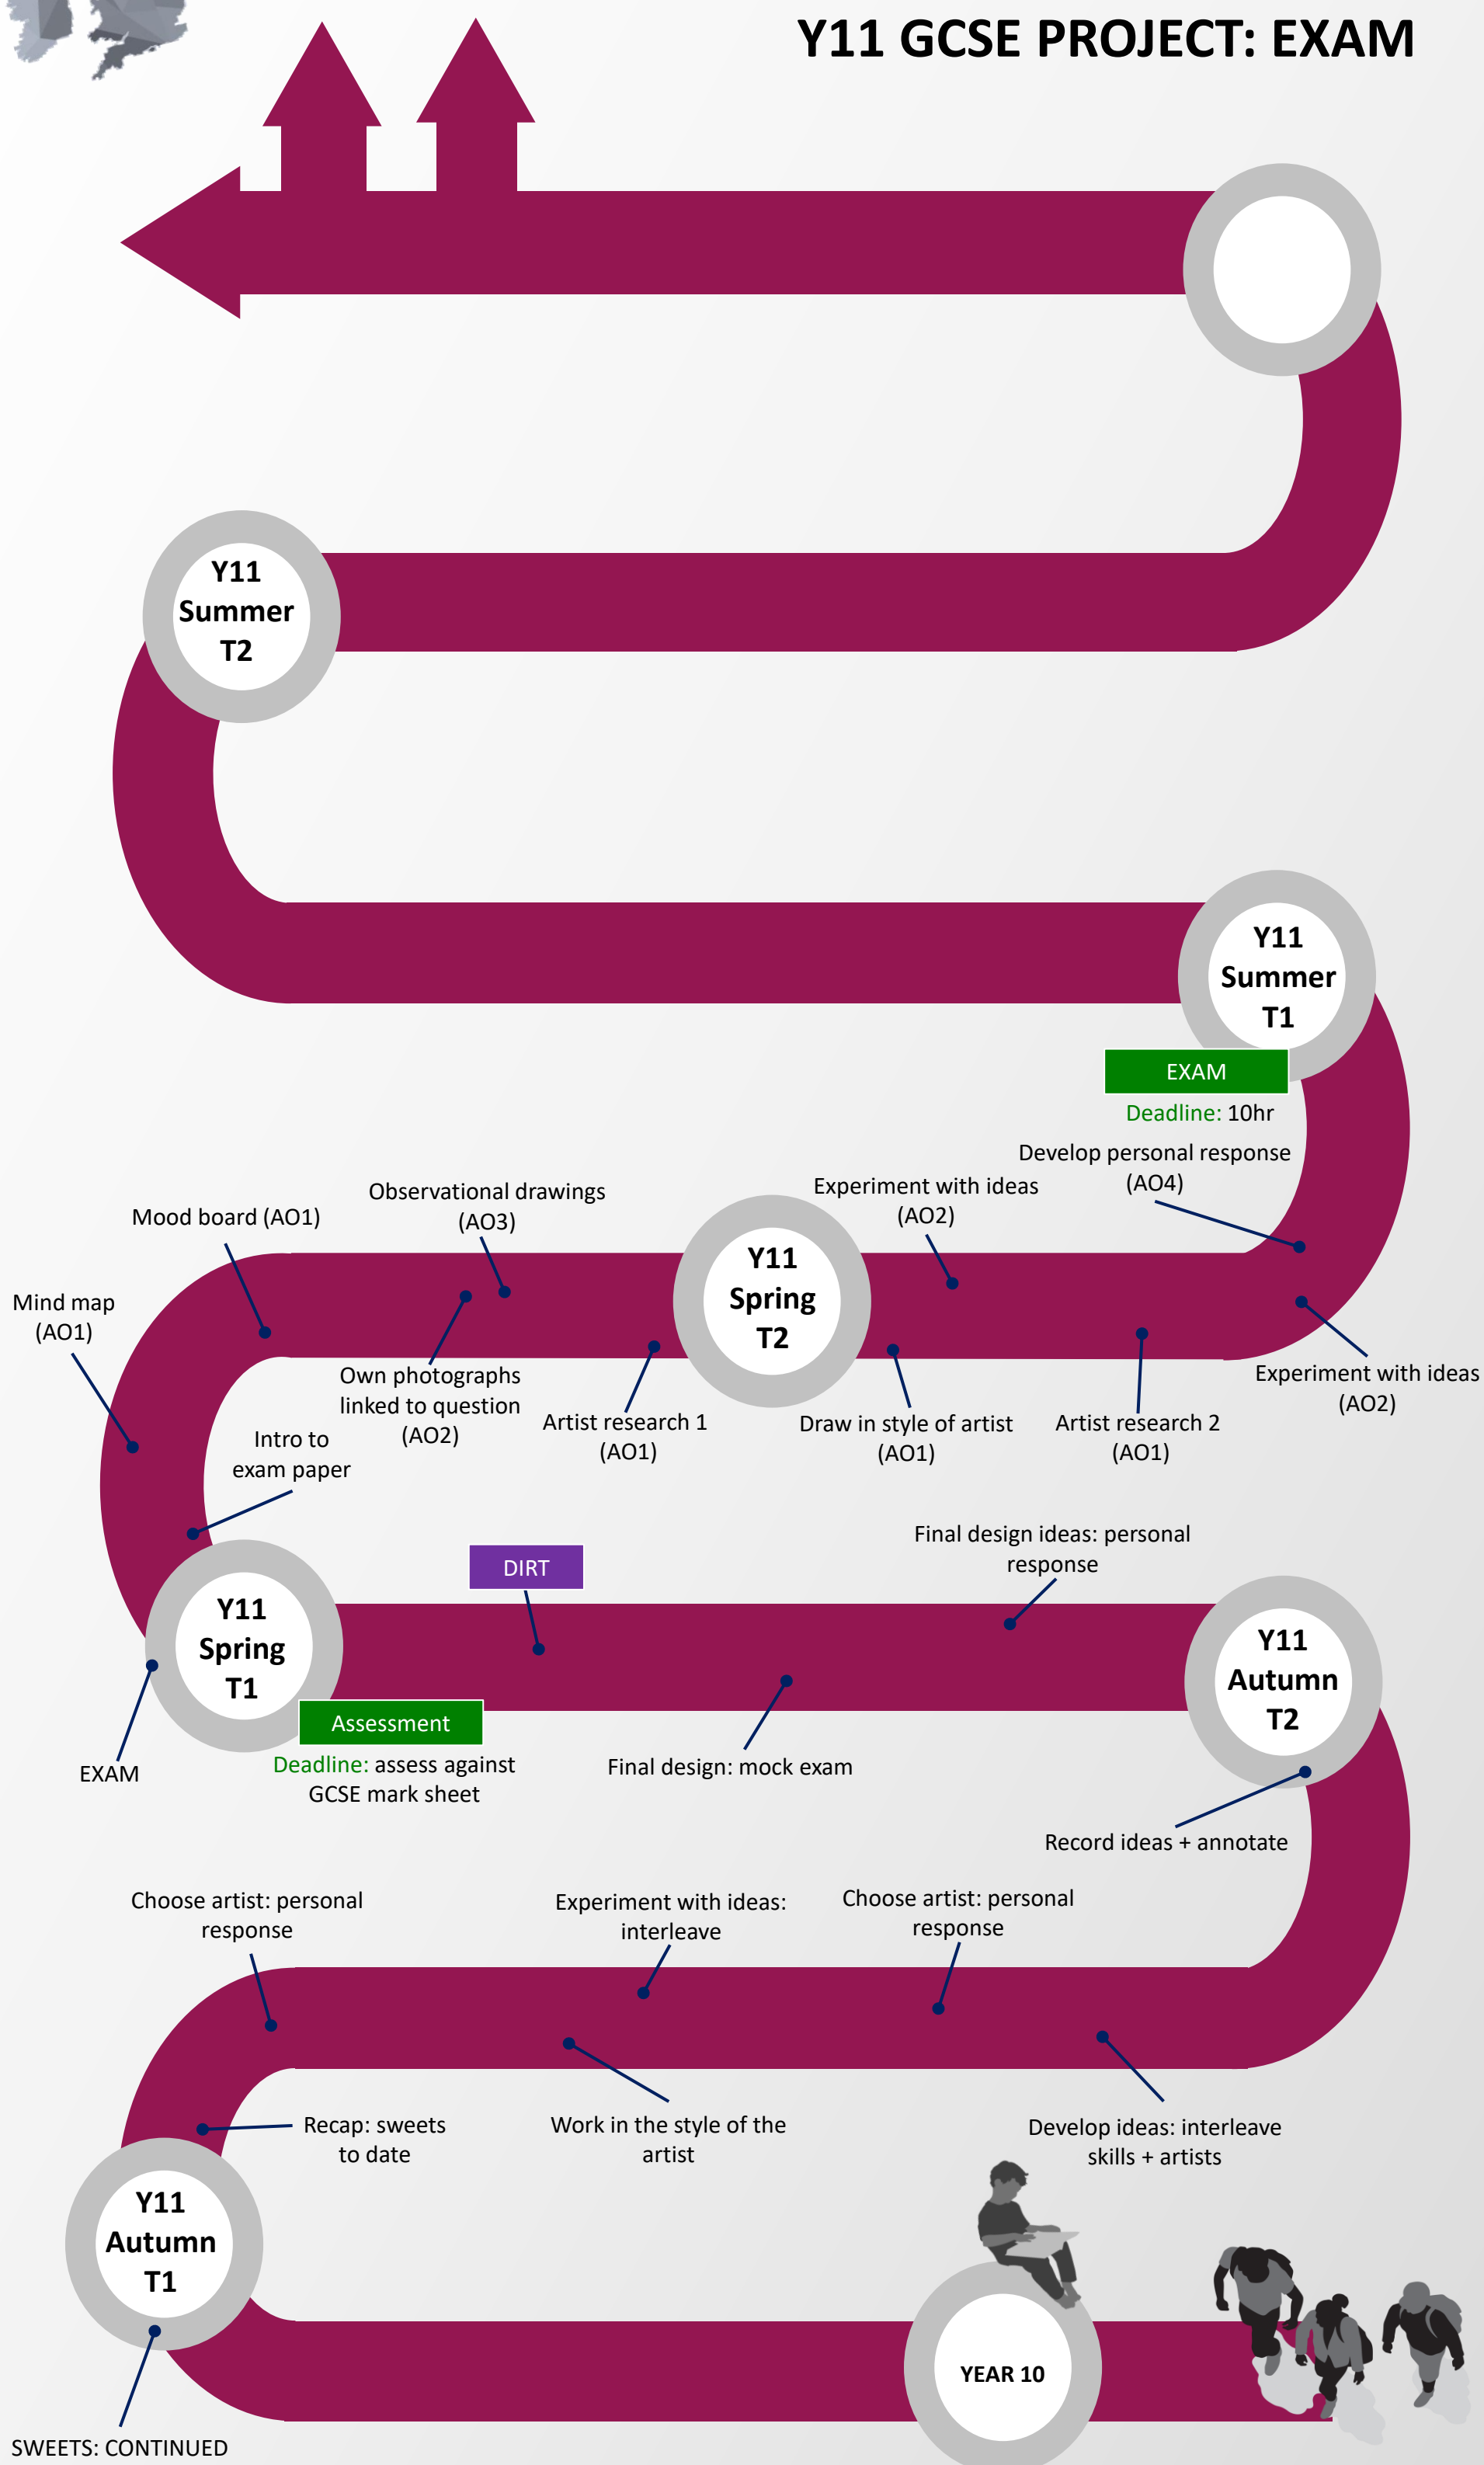 Y11 GCSE PROJECT: EXAM
Y11
Summer
T2
Y11
Summer
T1
EXAM
Deadline: 10hr
Develop personal response
(AO4)
Experiment with ideas
(AO2)
Observational drawings
(AO3)
Mood board (AO1)
Y11
Spring
T2
Mind map
(AO1)
Own photographs
linked to question
(AO2)
Experiment with ideas
(AO2)
Artist research 1
(AO1)
Draw in style of artist
(AO1)
Artist research 2
(AO1)
Intro to
exam paper
Final design ideas: personal
response
DIRT
Y11
Spring
T1
Y11
Autumn
T2
Assessment
Deadline: assess against
GCSE mark sheet
EXAM
Final design: mock exam
Record ideas + annotate
Choose artist: personal
response
Experiment with ideas:
interleave
Choose artist: personal
response
Recap: sweets
to date
Work in the style of the
artist
Develop ideas: interleave
skills + artists
Y11
Autumn
T1
YEAR 10
SWEETS: CONTINUED